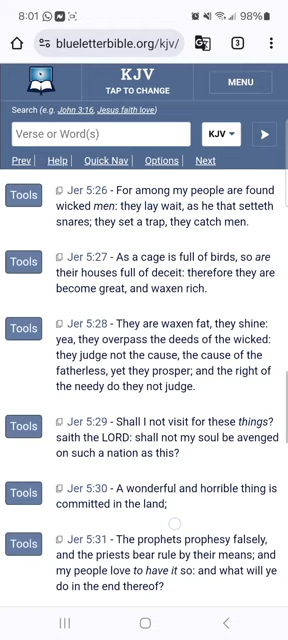 8:01 98%
blueletterbible.org/kjv/ 3
KJV
TAP TO CHANGE
MENU
Search (e.g. John 3:16, Jesus faith love)
Verse or Word(s) KJV
Prev| Help| Quick Nav| Options| Next
Tools Jer 5:26 - For among my people are found
wicked men: they lay wait, as he that setteth
snares; they set a trap, they catch men.
Tools Jer 5:27 - As a cage is full of birds, so are
their houses full of deceit: therefore they are
become great, and waxen rich.
Tools Jer 5:28 - They are waxen fat, they shine:
yea, they overpass the deeds of the wicked:
they judge not the cause, the cause of the
fatherless, yet they prosper; and the right of
the needy do they not judge.
Tools Jer 5:29 - Shall I not visit for these things?
saith the LORD: shall not my soul be avenged
on such a nation as this?
Tools Jer 5:30 - A wonderful and horrible thing is
committed in the land;
Tools Jer 5:31 - The prophets prophesy falsely,
and the priests bear rule by their means; and
my people love to have it so: and what will ye
do in the end thereof?